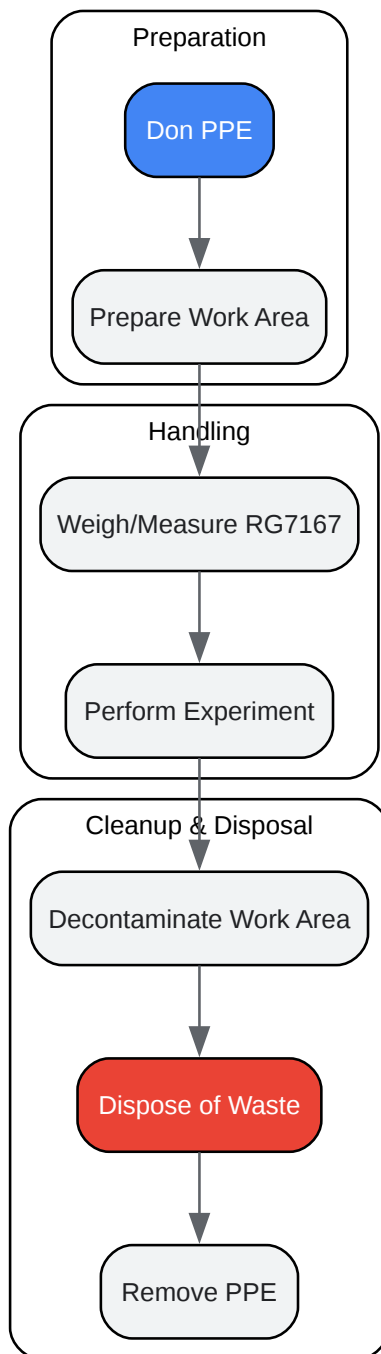 Preparation
Don PPE
Prepare Work Area
Handling
Weigh/Measure RG7167
Perform Experiment
Cleanup & Disposal
Decontaminate Work Area
Dispose of Waste
Remove PPE